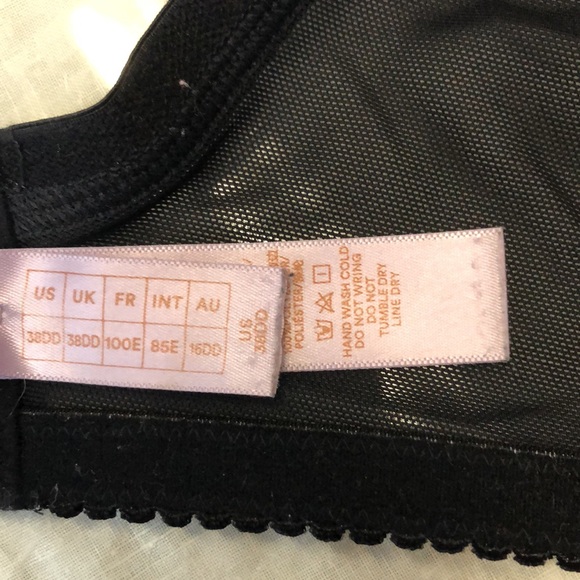 US UK FR INT AU
38DD 38DD 100E 85E 16DD
US
38DD
POLYESTER/
HAND WASH COLD
DO NOT WRING
DO NOT
TUMBLE DRY
LINE DRY